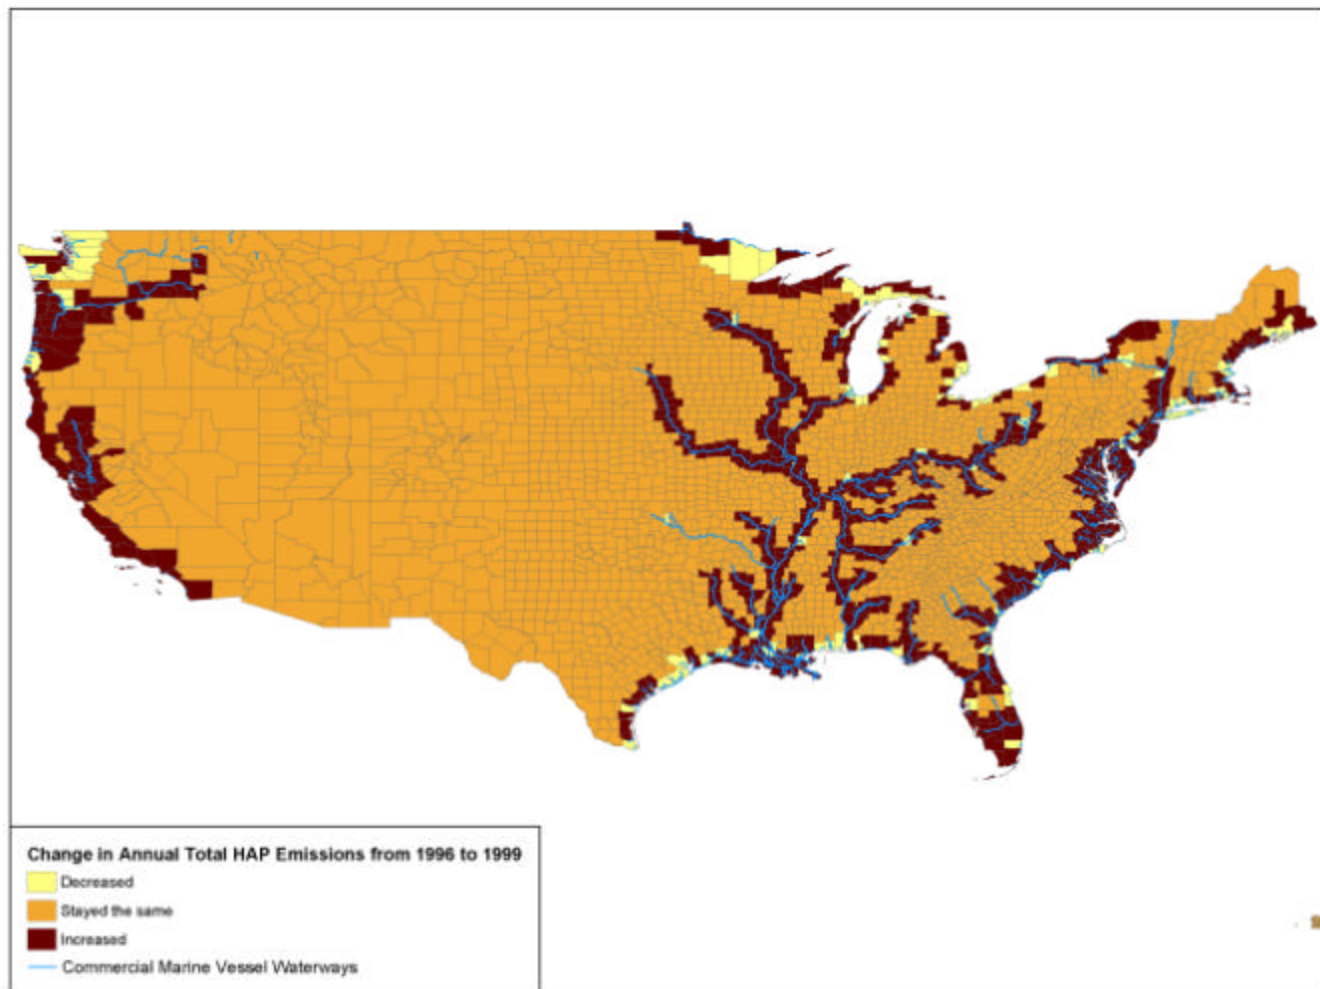 Change in Annual Total HAP Emissions from 1996 to 1999
Decreased
Stayed the same
Increased
Commercial Marine Vessel Waterways